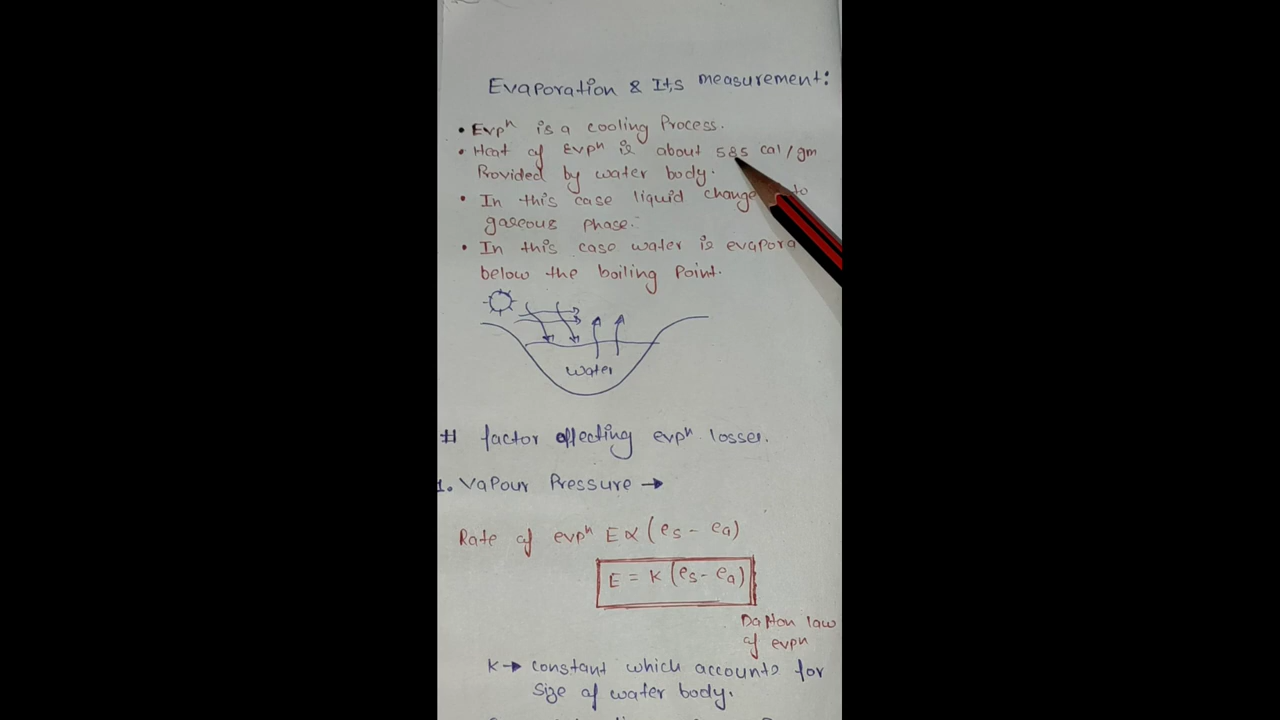 Evaporation & Its measurement:
• Evpⁿ is a cooling Process.
• Heat of Evpⁿ is about 585 cal/gm
Provided by water body.
• In this case liquid change to
gaseous phase.
• In this case water is evapora
below the boiling Point.
water
# factor affecting evpⁿ losses.
1. Vapour Pressure →
Rate of evpⁿ E ∝ (es - ea)
E = K (es - ea)
Dalton law
of evpⁿ
K → constant which accounts for
size of water body.